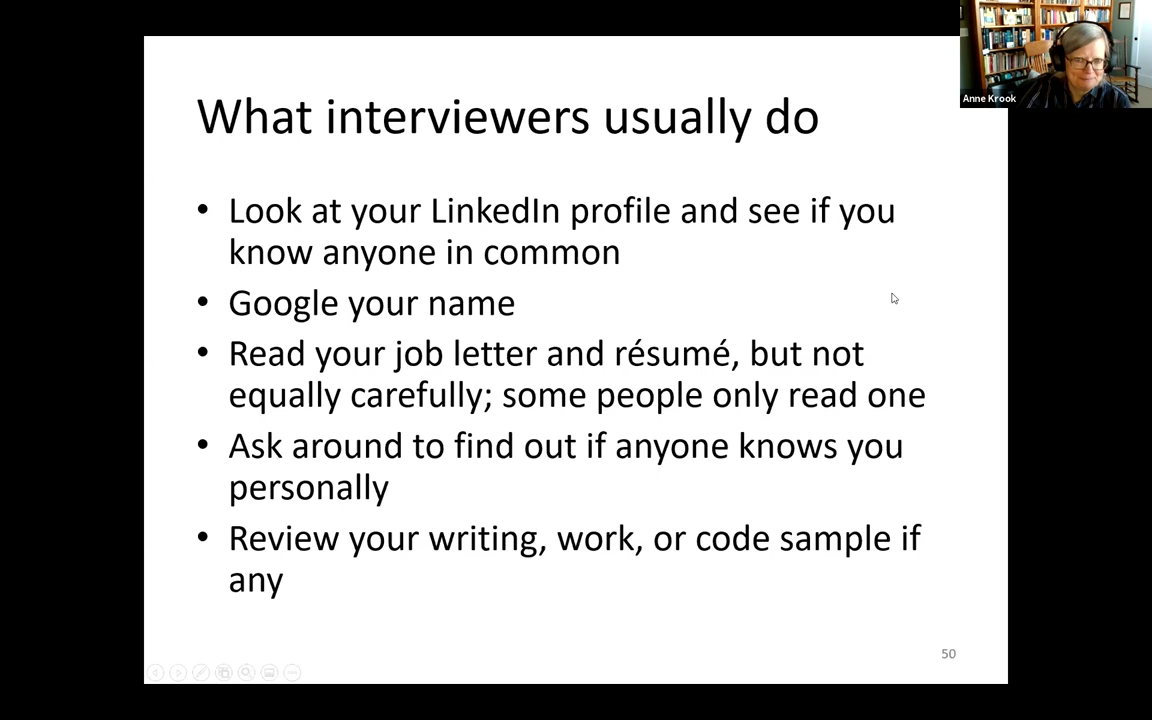 Anne Krook
What interviewers usually do
• Look at your LinkedIn profile and see if you
know anyone in common
• Google your name
• Read your job letter and résumé, but not
equally carefully; some people only read one
• Ask around to find out if anyone knows you
personally
• Review your writing, work, or code sample if
any
50